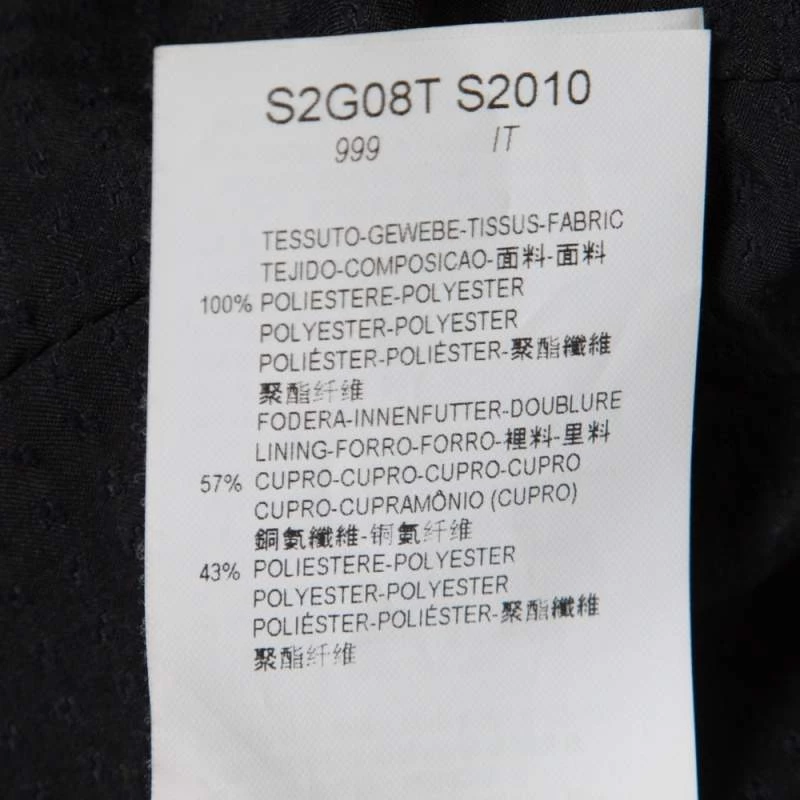 S2G08T S2010
999 IT
TESSUTO-GEWEBE-TISSUS-FABRIC
TEJIDO-COMPOSICAO-面料-面料
100% POLIESTERE-POLYESTER
POLYESTER-POLYESTER
POLIÉSTER-POLIÉSTER-聚酯纖維
聚酯纤维
FODERA-INNENFUTTER-DOUBLURE
LINING-FORRO-FORRO-裡料-里料
57% CUPRO-CUPRO-CUPRO-CUPRO
CUPRO-CUPRAMÔNIO (CUPRO)
銅氨纖維-铜氨纤维
43% POLIESTERE-POLYESTER
POLYESTER-POLYESTER
POLIÉSTER-POLIÉSTER-聚酯纖維
聚酯纤维